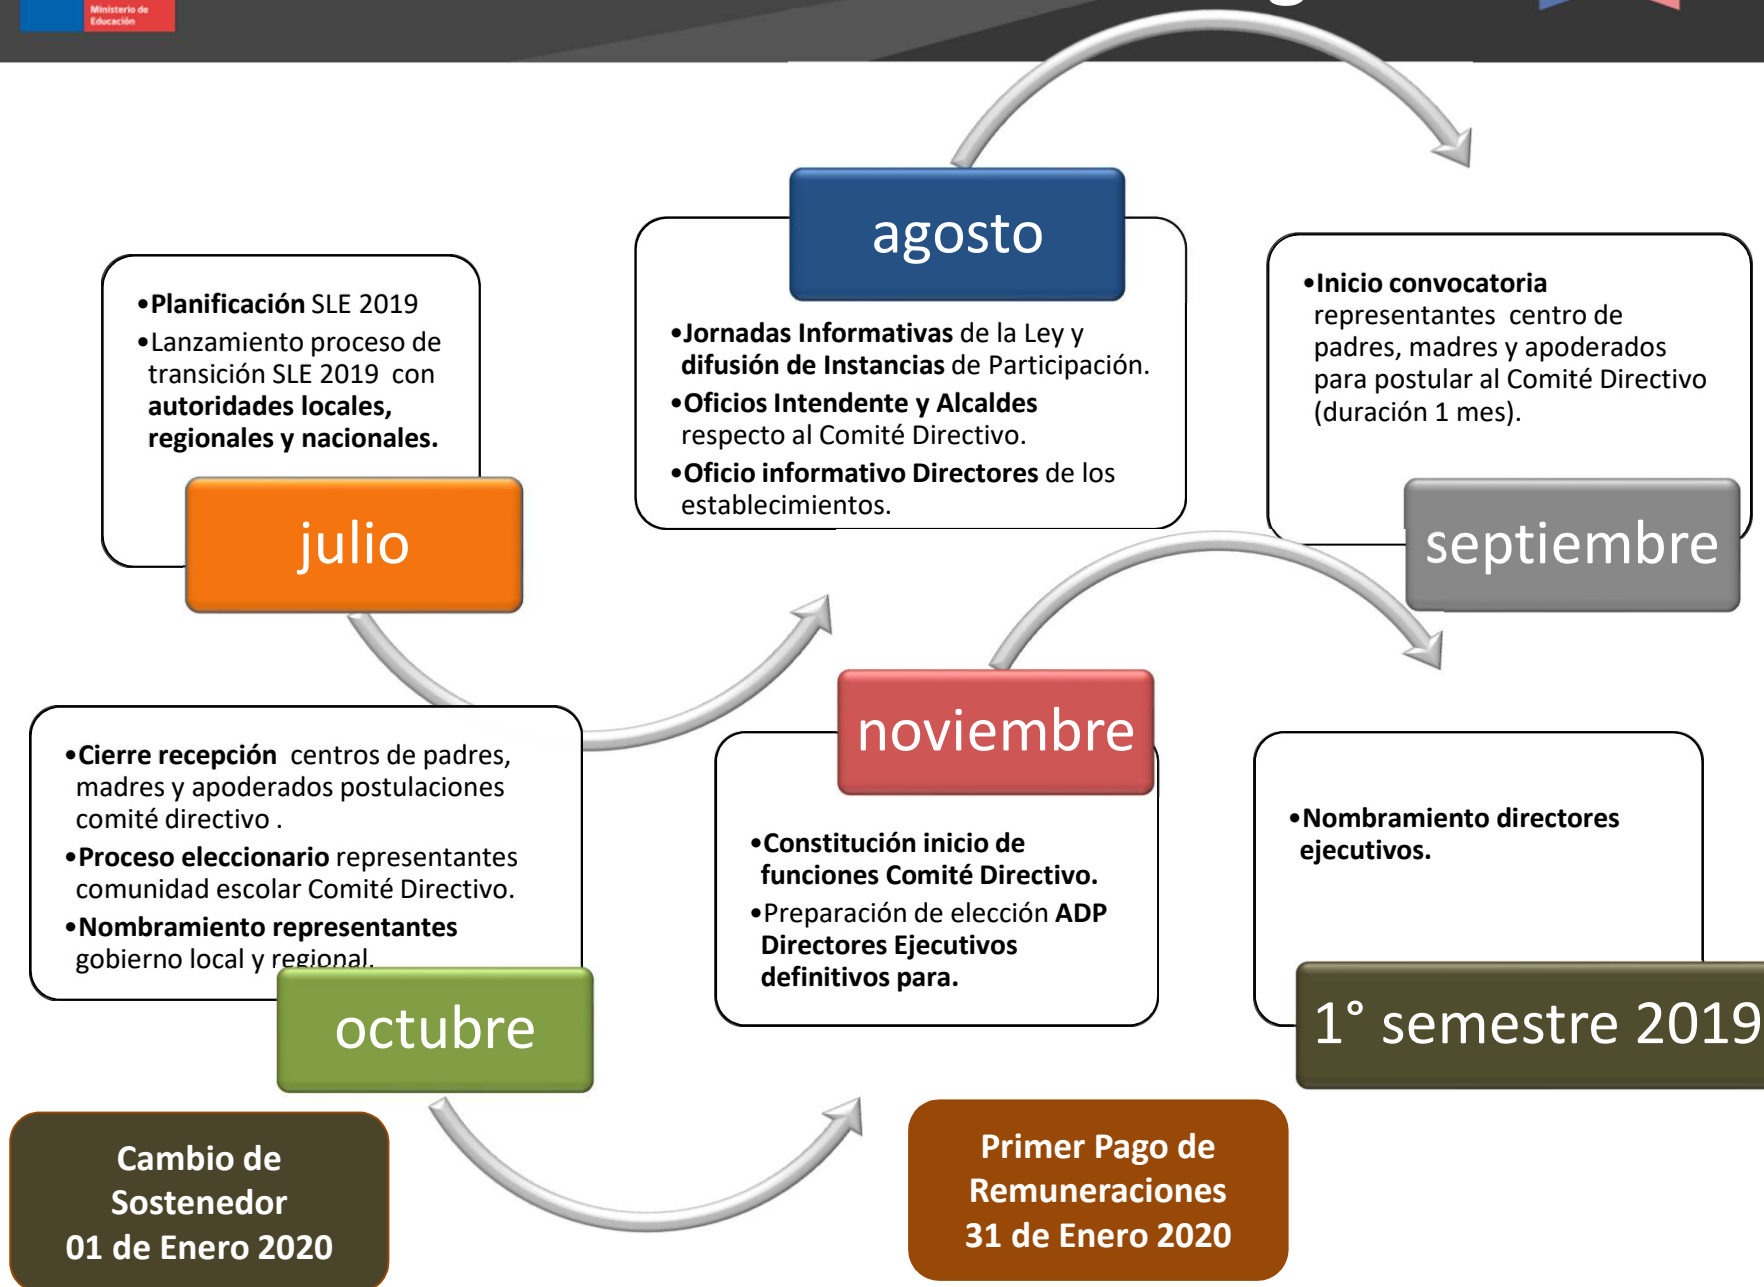 Ministerio de
Educación
•Planificación SLE 2019
•Lanzamiento proceso de
transición SLE 2019 con
autoridades locales,
regionales y nacionales.
julio
agosto
•Jornadas Informativas de la Ley y
difusión de Instancias de Participación.
•Oficios Intendente y Alcaldes
respecto al Comité Directivo.
•Oficio informativo Directores de los
establecimientos.
•Inicio convocatoria
representantes centro de
padres, madres y apoderados
para postular al Comité Directivo
(duración 1 mes).
septiembre
•Cierre recepción centros de padres,
madres y apoderados postulaciones
comité directivo .
•Proceso eleccionario representantes
comunidad escolar Comité Directivo.
•Nombramiento representantes
gobierno local y regional.
octubre
noviembre
•Constitución inicio de
funciones Comité Directivo.
•Preparación de elección ADP
Directores Ejecutivos
definitivos para.
•Nombramiento directores
ejecutivos.
1° semestre 2019
Cambio de
Sostenedor
01 de Enero 2020
Primer Pago de
Remuneraciones
31 de Enero 2020